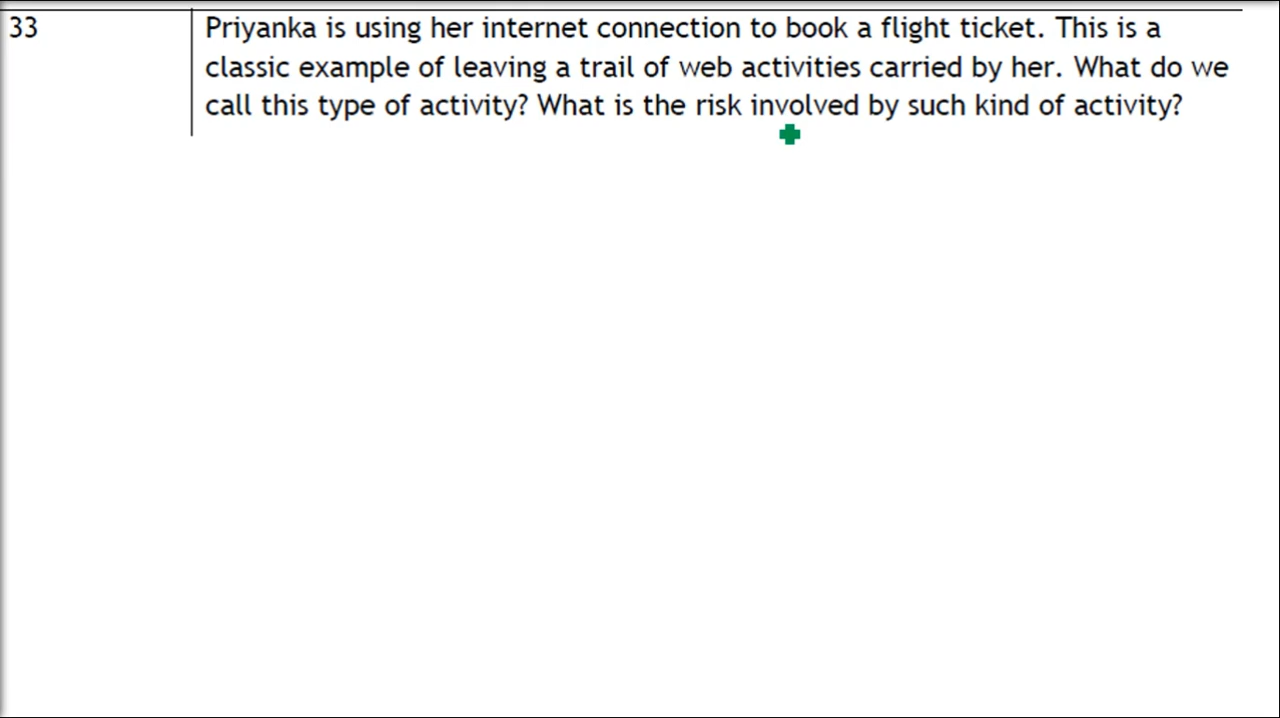 33 Priyanka is using her internet connection to book a flight ticket. This is a
classic example of leaving a trail of web activities carried by her. What do we
call this type of activity? What is the risk involved by such kind of activity?